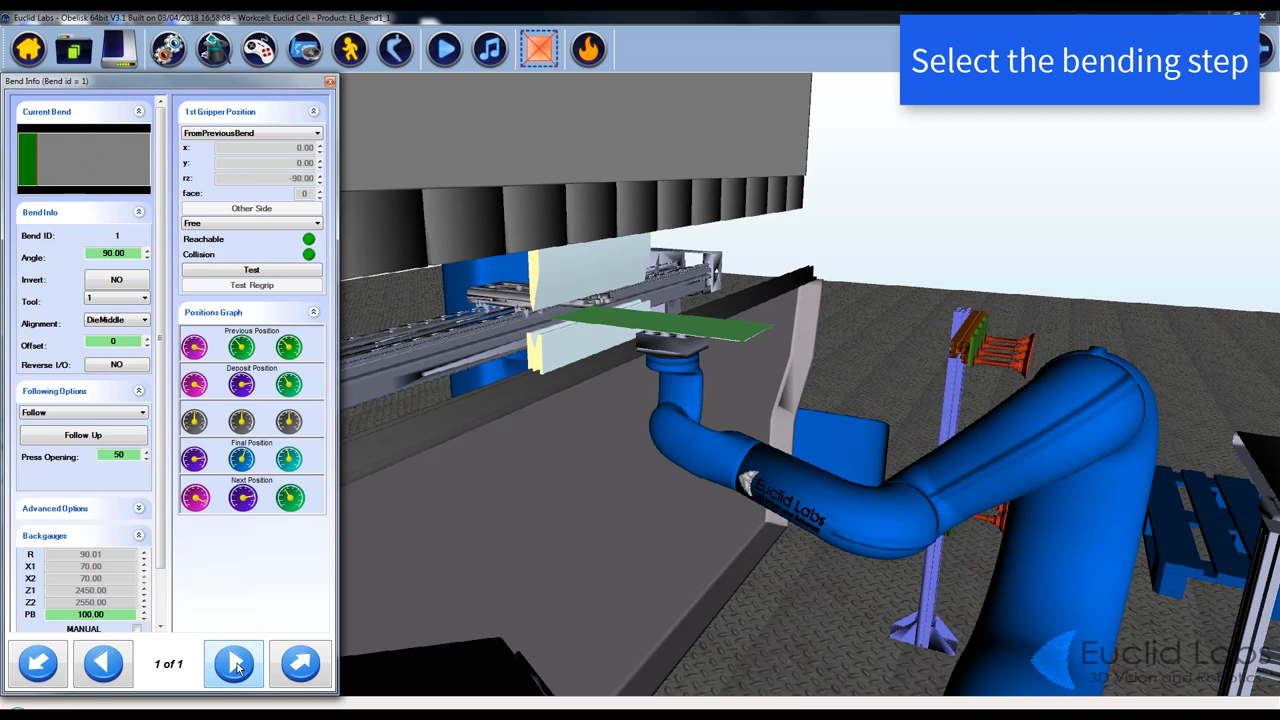 Euclid Labs - Obelisk 64bit V3.1 Built on 03/04/2018 16:58:08 - Workcell: Euclid Cell - Product: EL_Bend1_1
Select the bending step
Bend Info (Bend id = 1)
Current Bend
Bend Info
Bend ID: 1
Angle: 90.00
Invert: NO
Tool: 1
Alignment: DieMiddle
Offset: 0
Reverse I/O: NO
Following Options
Follow
Follow Up
Press Opening: 50
Advanced Options
Backgauges
R 90.01
X1 70.00
X2 70.00
Z1 2450.00
Z2 2550.00
PB 100.00
MANUAL
1st Gripper Position
FromPreviousBend
x: 0.00
y: 0.00
rz: -90.00
face: 0
Other Side
Free
Reachable
Collision
Test
Test Regrip
Positions Graph
Previous Position
Deposit Position
Final Position
Next Position
1 of 1
Euclid Labs
Euclid Labs
3D Vision and Robotics